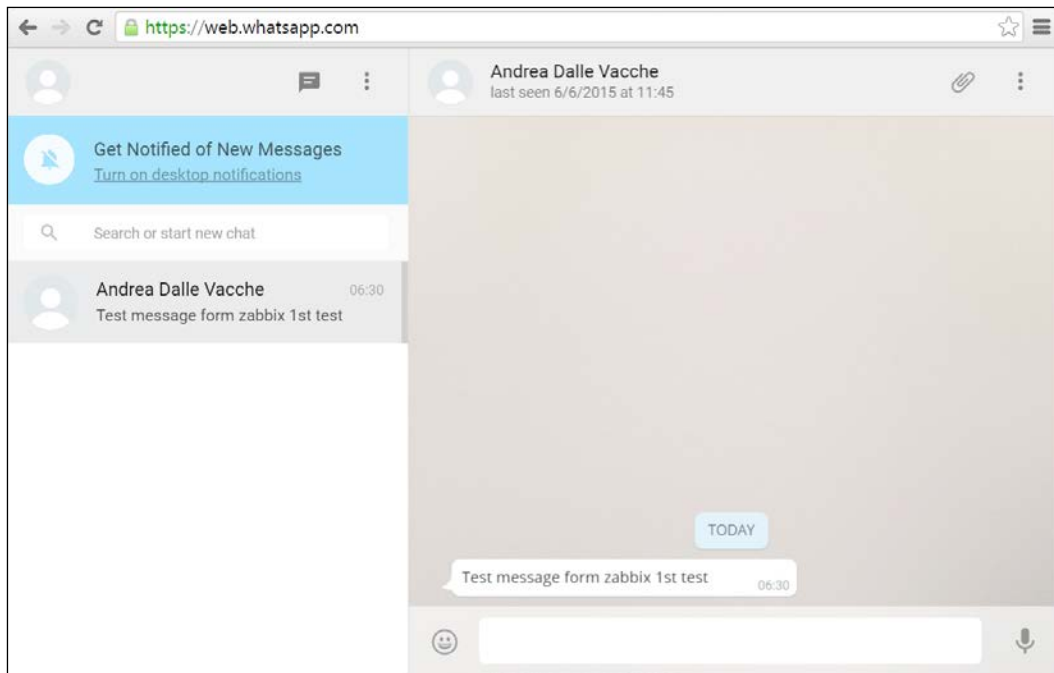 https://web.whatsapp.com
Andrea Dalle Vacche
last seen 6/6/2015 at 11:45
Get Notified of New Messages
Turn on desktop notifications
Search or start new chat
Andrea Dalle Vacche 06:30
Test message form zabbix 1st test
TODAY
Test message form zabbix 1st test 06:30